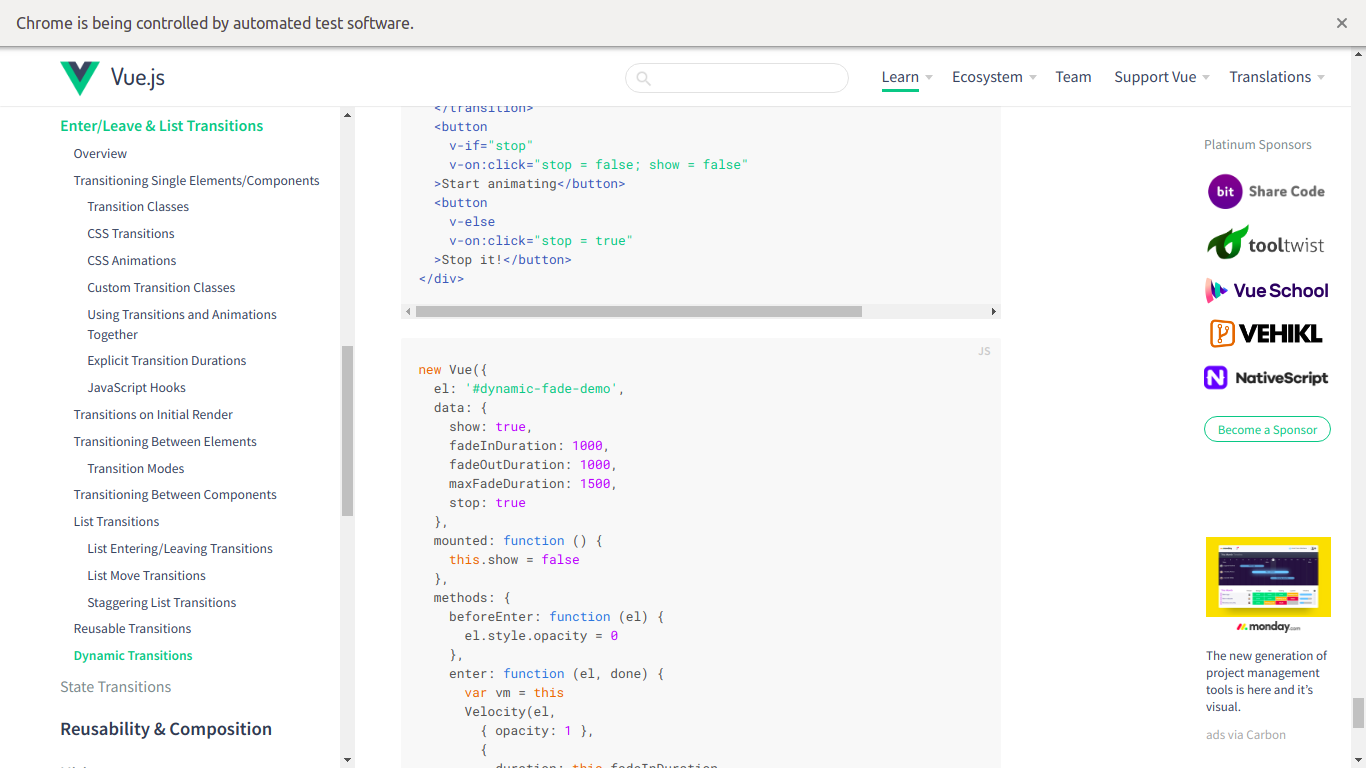 Chrome is being controlled by automated test software.
Vue.js
Learn
Ecosystem
Team
Support Vue
Translations
Enter/Leave & List Transitions
Overview
Transitioning Single Elements/Components
Transition Classes
CSS Transitions
CSS Animations
Custom Transition Classes
Using Transitions and Animations
Together
Explicit Transition Durations
JavaScript Hooks
Transitions on Initial Render
Transitioning Between Elements
Transition Modes
Transitioning Between Components
List Transitions
List Entering/Leaving Transitions
List Move Transitions
Staggering List Transitions
Reusable Transitions
Dynamic Transitions
State Transitions
Reusability & Composition
</transition>
<button
v-if="stop"
v-on:click="stop = false; show = false"
>Start animating</button>
<button
v-else
v-on:click="stop = true"
>Stop it!</button>
</div>
JS
new Vue({
el: '#dynamic-fade-demo',
data: {
show: true,
fadeInDuration: 1000,
fadeOutDuration: 1000,
maxFadeDuration: 1500,
stop: true
},
mounted: function () {
this.show = false
},
methods: {
beforeEnter: function (el) {
el.style.opacity = 0
},
enter: function (el, done) {
var vm = this
Velocity(el,
{ opacity: 1 },
{
duration: this.fadeInDuration,
Platinum Sponsors
bit Share Code
tooltwist
Vue School
VEHIKL
NativeScript
Become a Sponsor
monday.com
The new generation of
project management
tools is here and it's
visual.
ads via Carbon